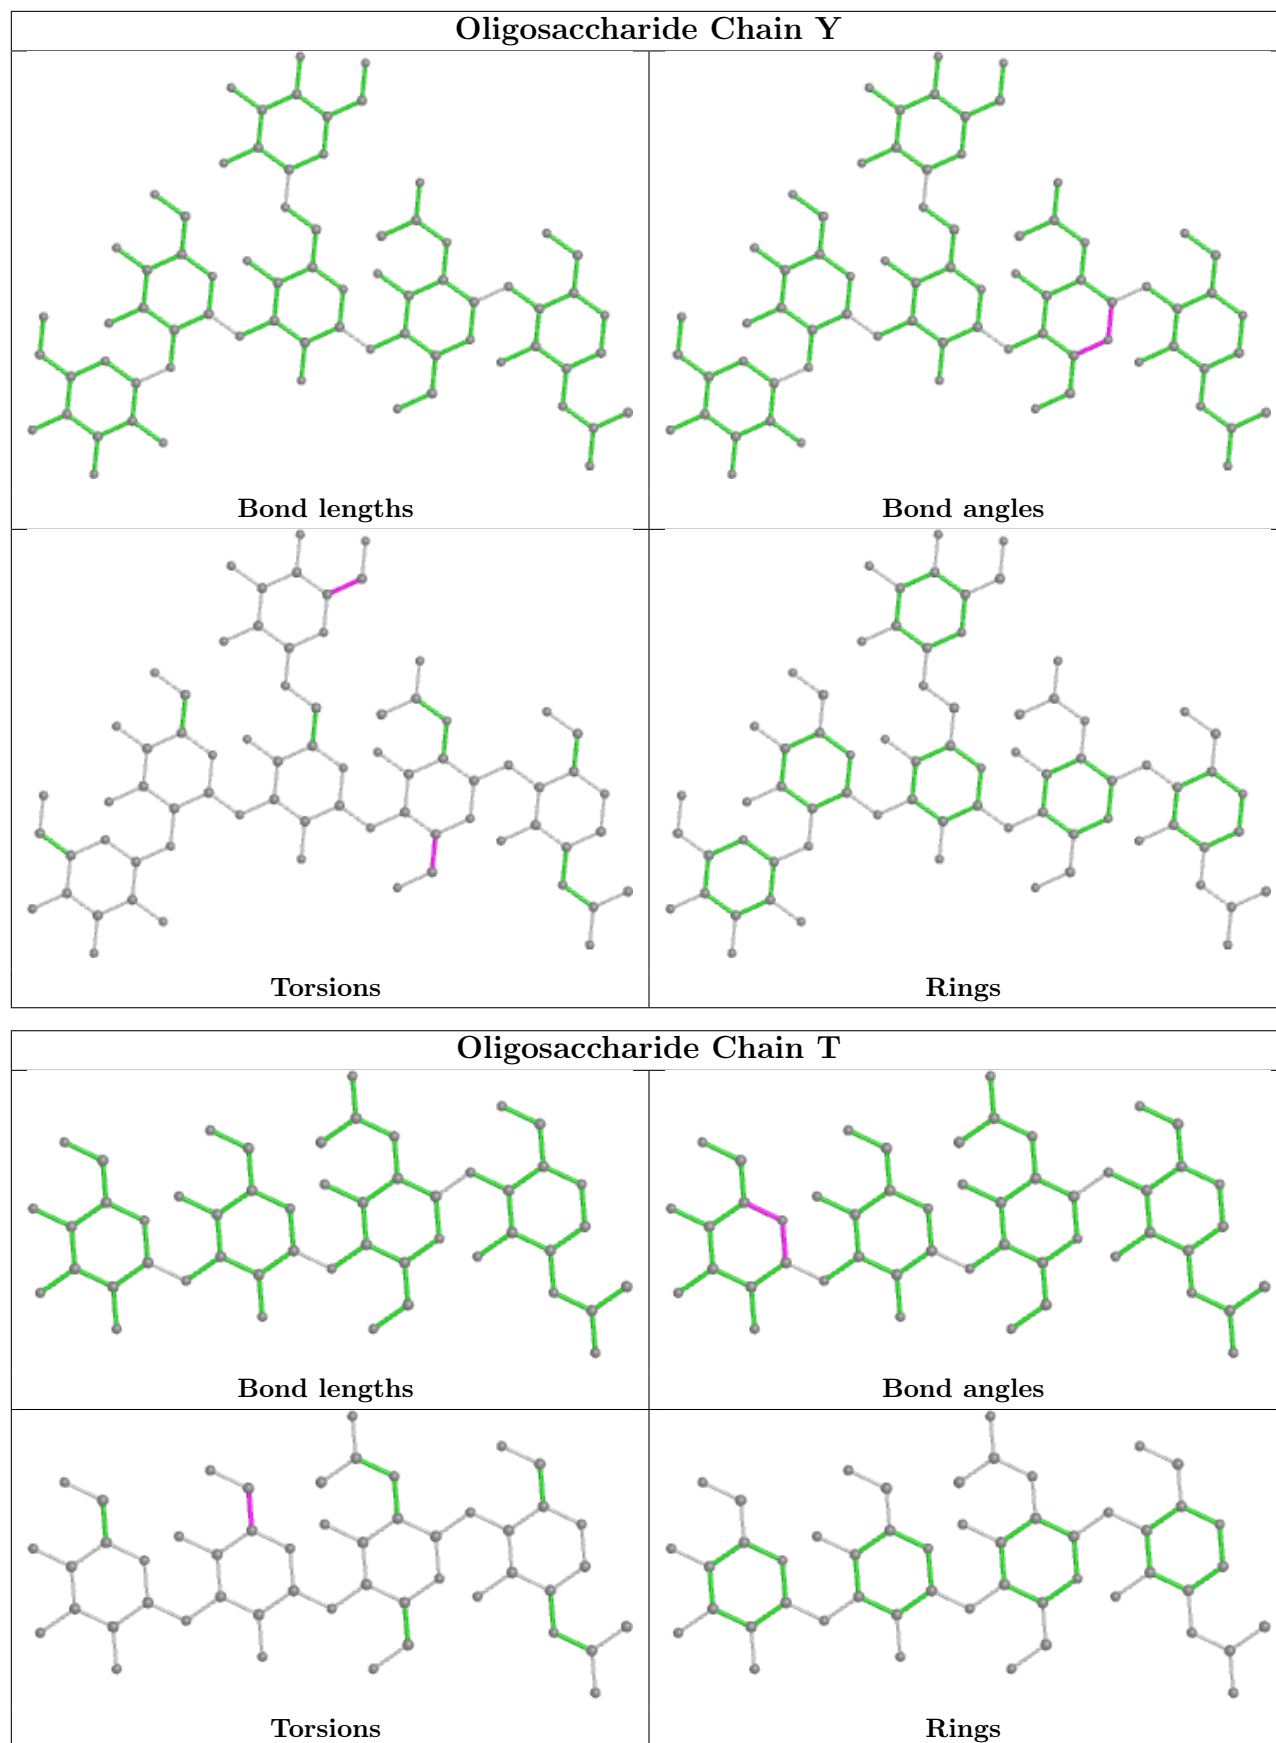 Oligosaccharide Chain Y
Bond lengths
Bond angles
Torsions
Rings
Oligosaccharide Chain T
Bond lengths
Bond angles
Torsions
Rings